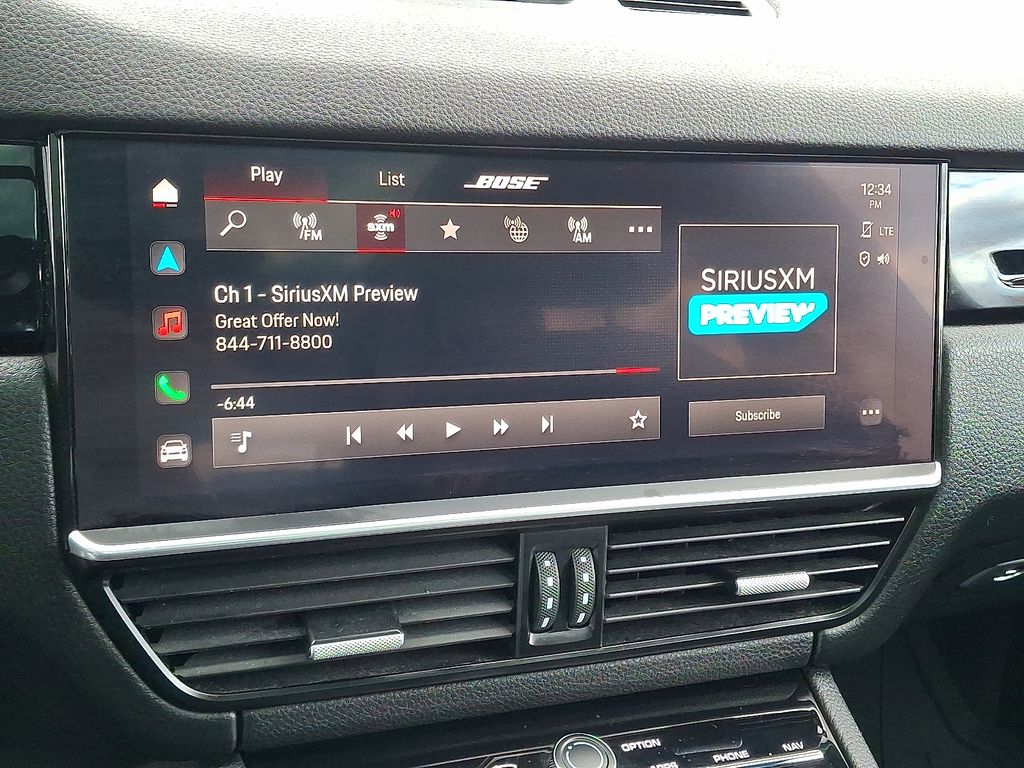 Play
List
BOSE
12:34
PM
FM
sxm
AM
LTE
Ch 1 - SiriusXM Preview
Great Offer Now!
844-711-8800
SIRIUSXM
PREVIEW
-6:44
Subscribe
OPTION
APPS
PHONE
NAV